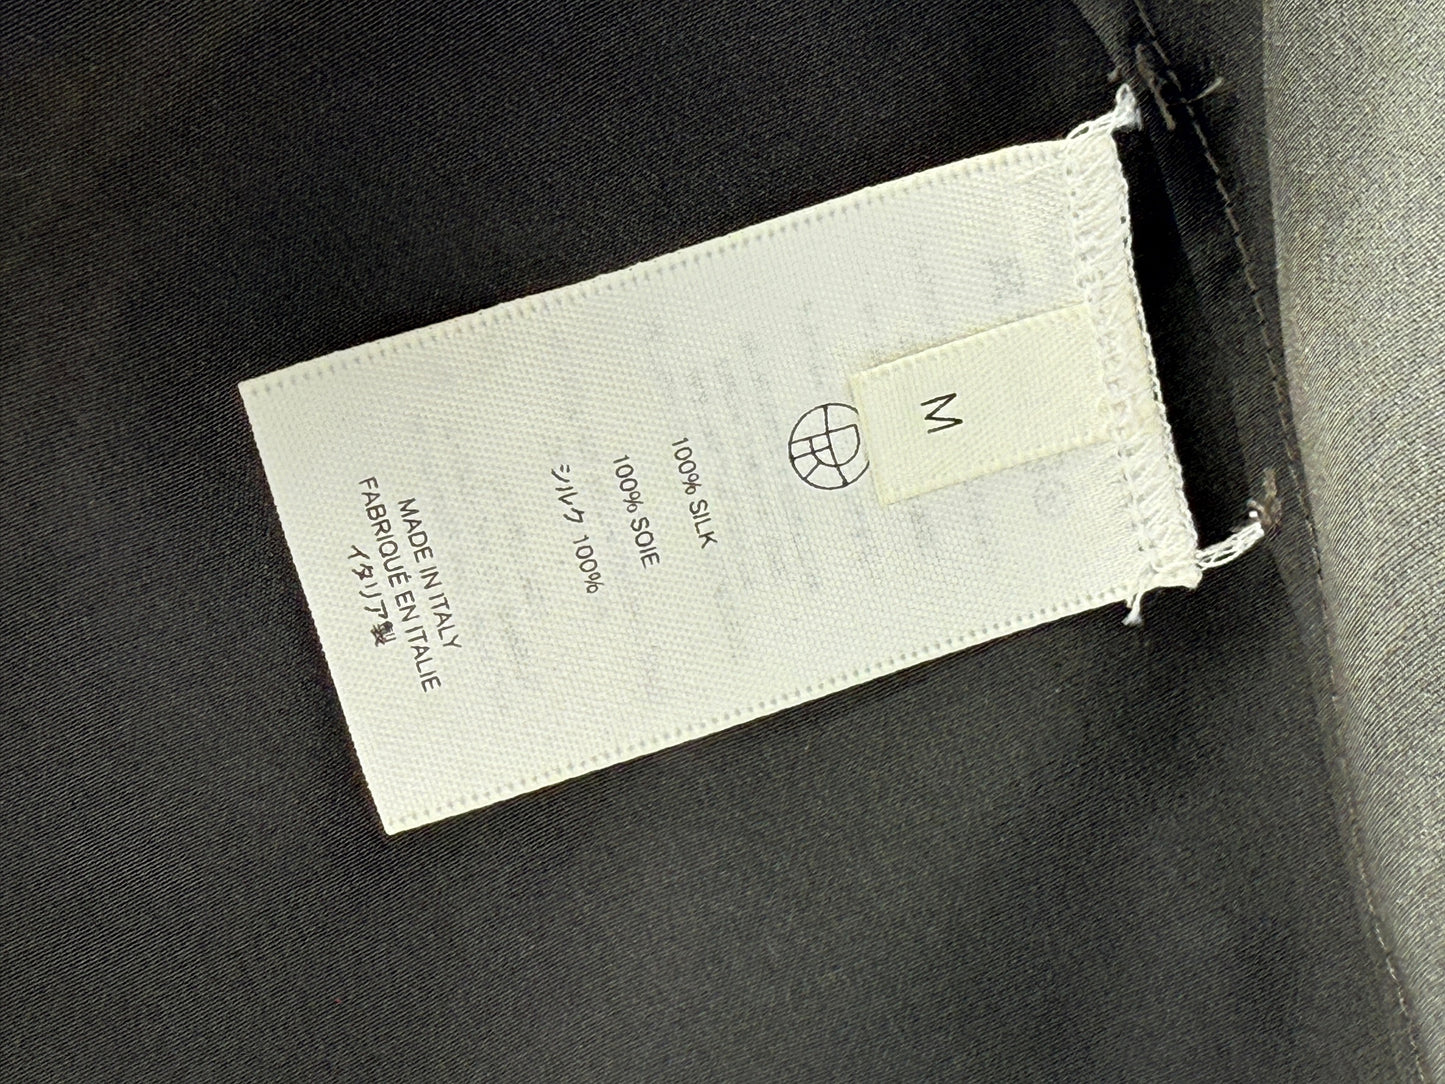 M
100% SILK
100% SOIE
シルク 100%
MADE IN ITALY
FABRIQUÉ EN ITALIE
イタリア製